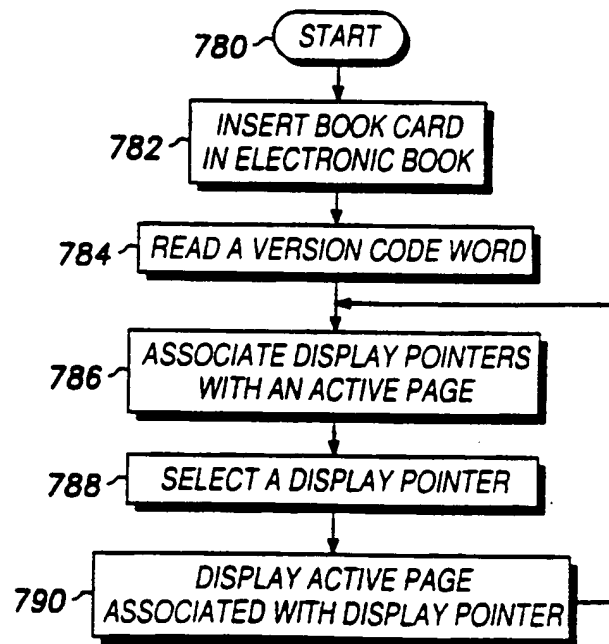 780 START
782 INSERT BOOK CARD
IN ELECTRONIC BOOK
784 READ A VERSION CODE WORD
786 ASSOCIATE DISPLAY POINTERS
WITH AN ACTIVE PAGE
788 SELECT A DISPLAY POINTER
790 DISPLAY ACTIVE PAGE
ASSOCIATED WITH DISPLAY POINTER